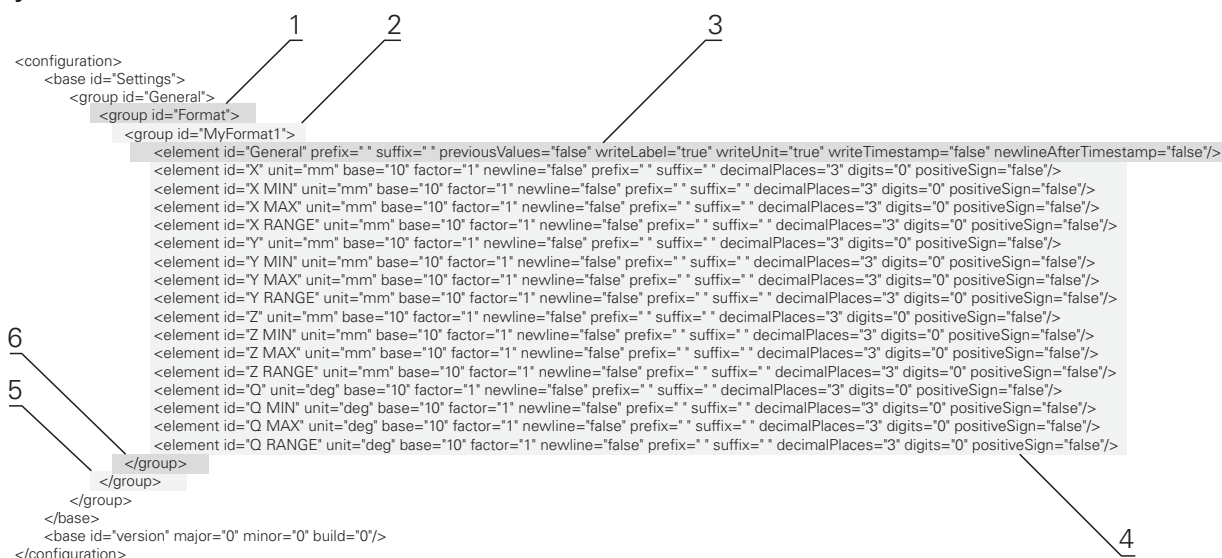 1 2 3
<configuration>
<base id="Settings">
<group id="General">
<group id="Format">
<group id="MyFormat1">
<element id="General" prefix=" " suffix=" " previousValues="false" writeLabel="true" writeUnit="true" writeTimestamp="false" newlineAfterTimestamp="false"/>
<element id="X" unit="mm" base="10" factor="1" newline="false" prefix=" " suffix=" " decimalPlaces="3" digits="0" positiveSign="false"/>
<element id="X MIN" unit="mm" base="10" factor="1" newline="false" prefix=" " suffix=" " decimalPlaces="3" digits="0" positiveSign="false"/>
<element id="X MAX" unit="mm" base="10" factor="1" newline="false" prefix=" " suffix=" " decimalPlaces="3" digits="0" positiveSign="false"/>
<element id="X RANGE" unit="mm" base="10" factor="1" newline="false" prefix=" " suffix=" " decimalPlaces="3" digits="0" positiveSign="false"/>
<element id="Y" unit="mm" base="10" factor="1" newline="false" prefix=" " suffix=" " decimalPlaces="3" digits="0" positiveSign="false"/>
<element id="Y MIN" unit="mm" base="10" factor="1" newline="false" prefix=" " suffix=" " decimalPlaces="3" digits="0" positiveSign="false"/>
<element id="Y MAX" unit="mm" base="10" factor="1" newline="false" prefix=" " suffix=" " decimalPlaces="3" digits="0" positiveSign="false"/>
<element id="Y RANGE" unit="mm" base="10" factor="1" newline="false" prefix=" " suffix=" " decimalPlaces="3" digits="0" positiveSign="false"/>
<element id="Z" unit="mm" base="10" factor="1" newline="false" prefix=" " suffix=" " decimalPlaces="3" digits="0" positiveSign="false"/>
<element id="Z MIN" unit="mm" base="10" factor="1" newline="false" prefix=" " suffix=" " decimalPlaces="3" digits="0" positiveSign="false"/>
6 <element id="Z MAX" unit="mm" base="10" factor="1" newline="false" prefix=" " suffix=" " decimalPlaces="3" digits="0" positiveSign="false"/>
<element id="Z RANGE" unit="mm" base="10" factor="1" newline="false" prefix=" " suffix=" " decimalPlaces="3" digits="0" positiveSign="false"/>
5 <element id="Q" unit="deg" base="10" factor="1" newline="false" prefix=" " suffix=" " decimalPlaces="3" digits="0" positiveSign="false"/>
<element id="Q MIN" unit="deg" base="10" factor="1" newline="false" prefix=" " suffix=" " decimalPlaces="3" digits="0" positiveSign="false"/>
<element id="Q MAX" unit="deg" base="10" factor="1" newline="false" prefix=" " suffix=" " decimalPlaces="3" digits="0" positiveSign="false"/>
<element id="Q RANGE" unit="deg" base="10" factor="1" newline="false" prefix=" " suffix=" " decimalPlaces="3" digits="0" positiveSign="false"/>
</group>
</group>
</group>
</base>
<base id="version" major="0" minor="0" build="0"/>
4
</configuration>